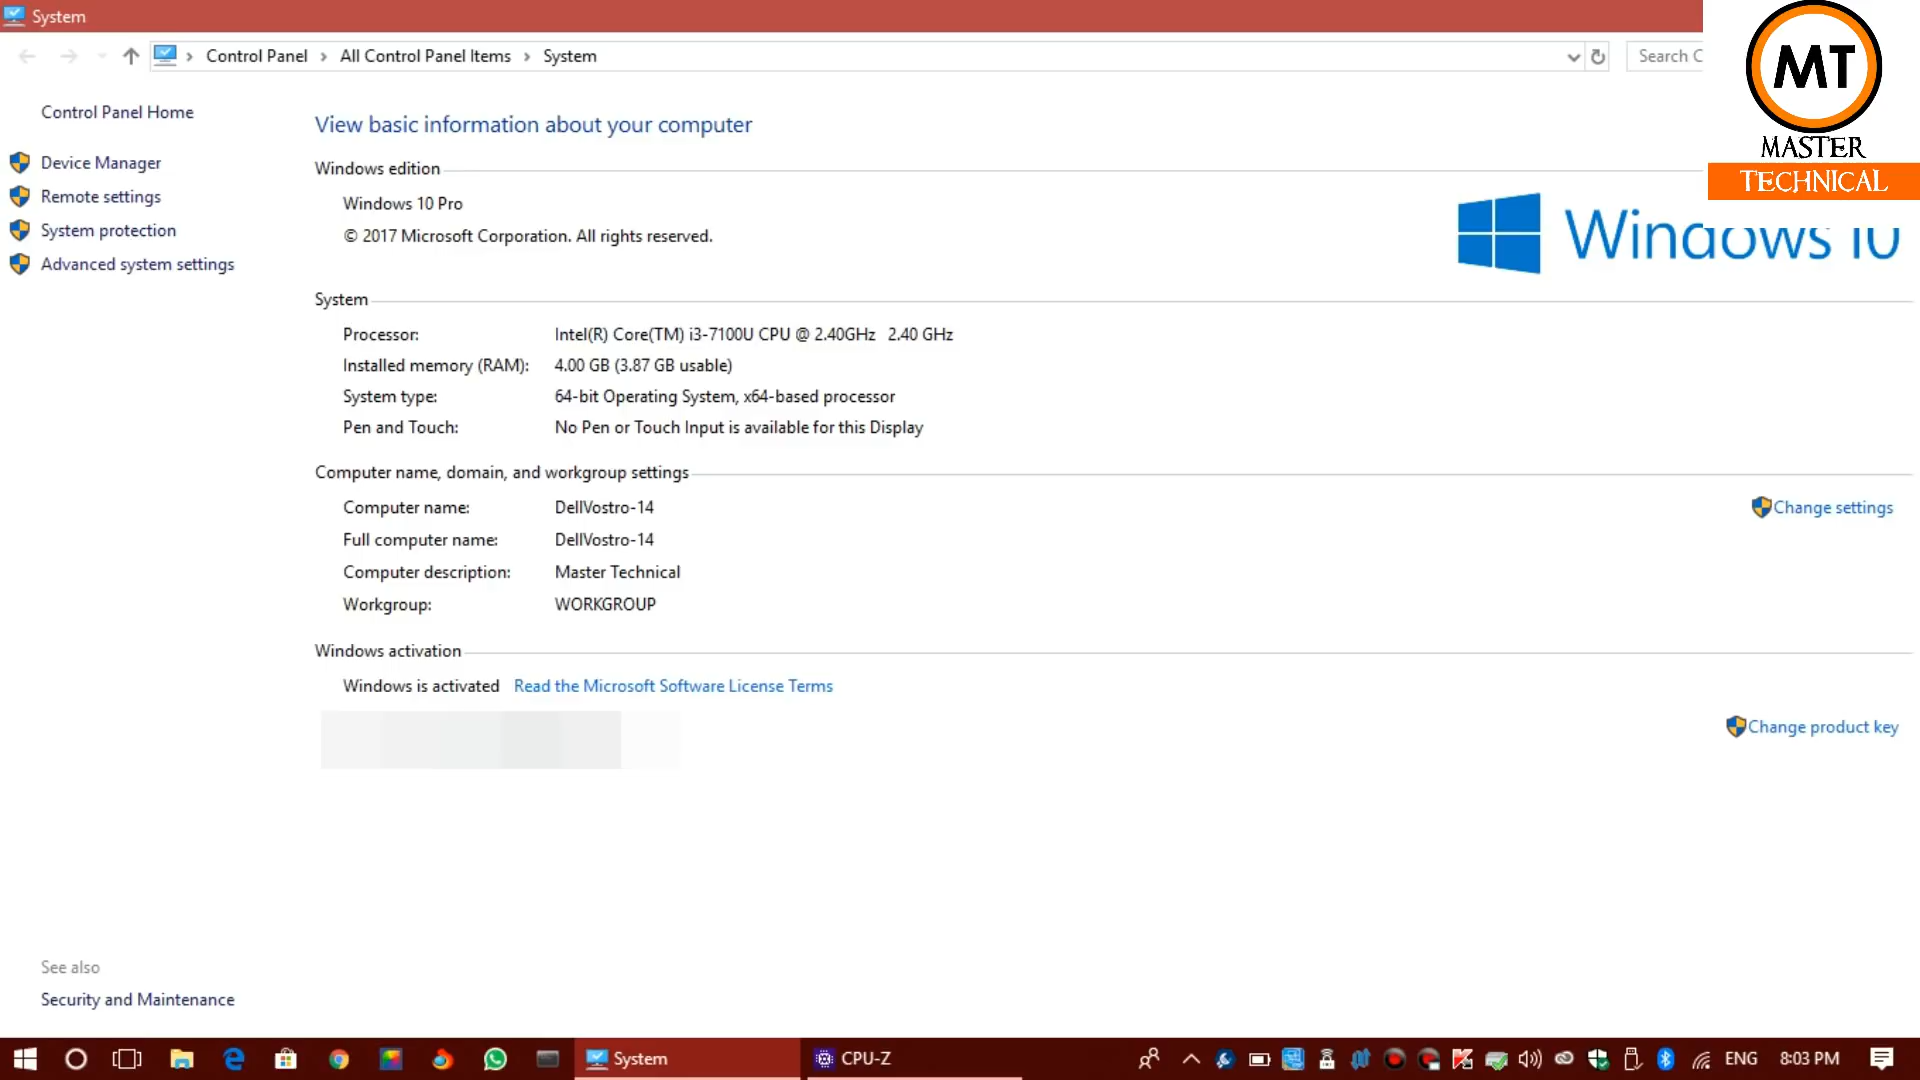 System
Control Panel › All Control Panel Items › System
Search C
MT
MASTER
TECHNICAL
Control Panel Home
Device Manager
Remote settings
System protection
Advanced system settings
View basic information about your computer
Windows edition
Windows 10 Pro
© 2017 Microsoft Corporation. All rights reserved.
Windows 10
System
Processor: Intel(R) Core(TM) i3-7100U CPU @ 2.40GHz 2.40 GHz
Installed memory (RAM): 4.00 GB (3.87 GB usable)
System type: 64-bit Operating System, x64-based processor
Pen and Touch: No Pen or Touch Input is available for this Display
Computer name, domain, and workgroup settings
Computer name: DellVostro-14
Change settings
Full computer name: DellVostro-14
Computer description: Master Technical
Workgroup: WORKGROUP
Windows activation
Windows is activated Read the Microsoft Software License Terms
Change product key
See also
Security and Maintenance
System
CPU-Z
ENG
8:03 PM